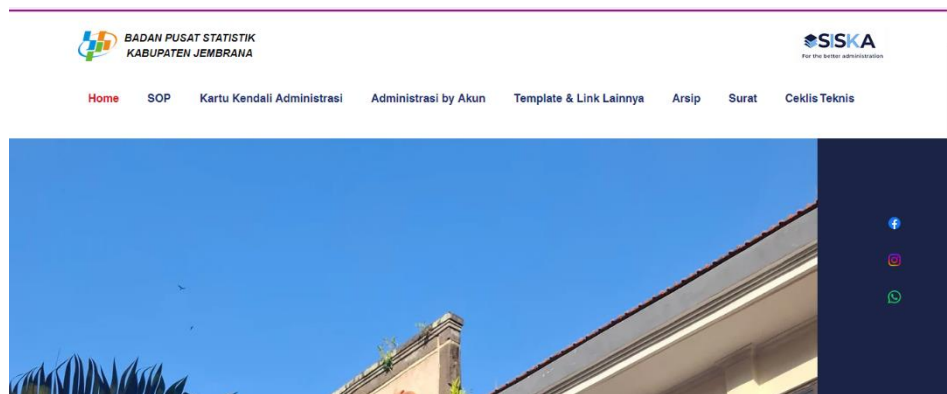 BADAN PUSAT STATISTIK
KABUPATEN JEMBRANA
SISKA
For the better administration
Home SOP Kartu Kendali Administrasi Administrasi by Akun Template & Link Lainnya Arsip Surat Ceklis Teknis